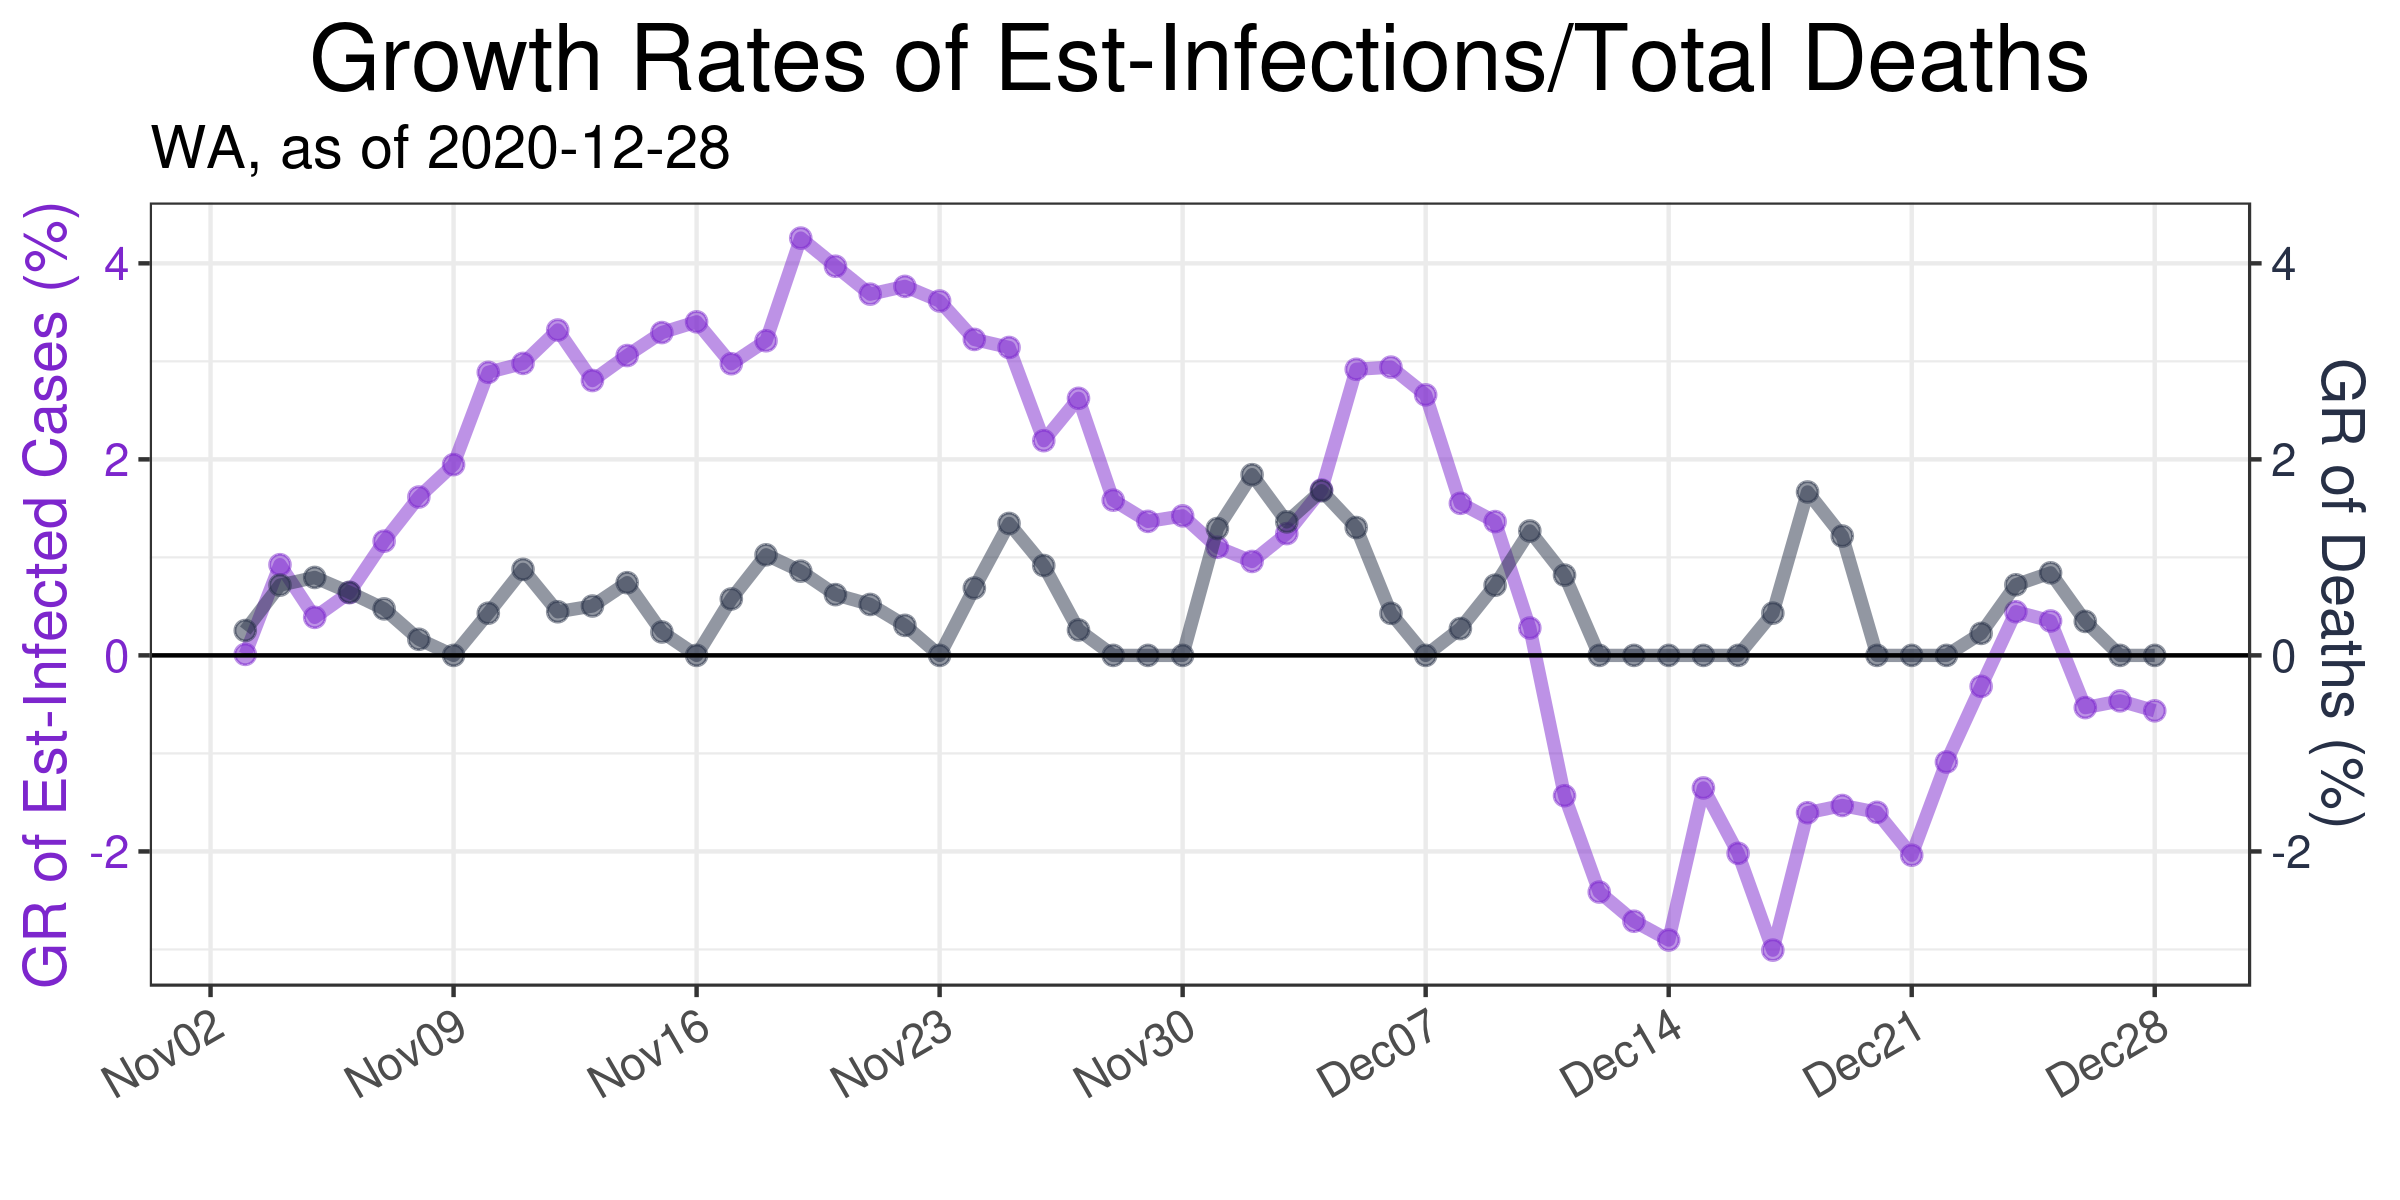 Growth Rates of Est-Infections/Total Deaths
WA, as of 2020-12-28
GR of Est-Infected Cases (%)
4
2
0
-2
4
2
0
-2
GR of Deaths (%)
Nov02
Nov09
Nov16
Nov23
Nov30
Dec07
Dec14
Dec21
Dec28